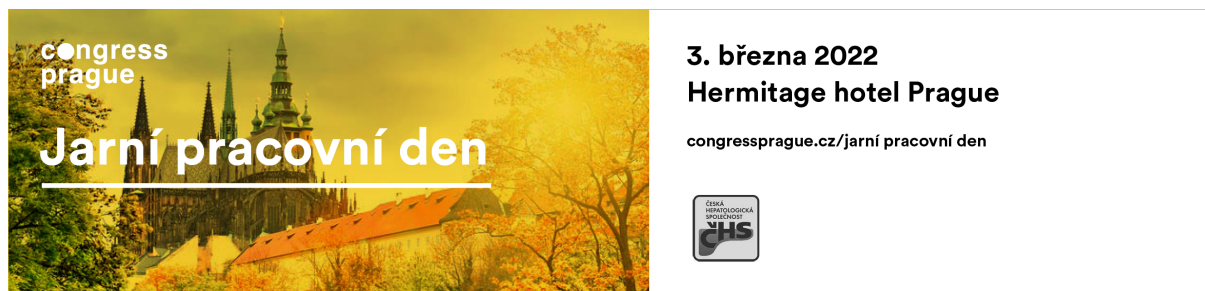 congress
prague
Jarní pracovní den
3. března 2022
Hermitage hotel Prague
congressprague.cz/jarní pracovní den
ČESKÁ
HEPATOLOGICKÁ
SPOLEČNOST
ČHS